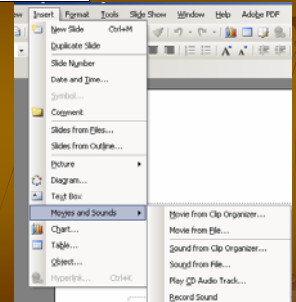 Insert Format Tools Slide Show Window Help Adobe PDF
New Slide Ctrl+M
Duplicate Slide
Slide Number
Date and Time...
Symbol...
Comment
Slides from Files...
Slides from Outline...
Picture
Diagram...
Text Box
Movies and Sounds
Movie from Clip Organizer...
Chart...
Movie from File...
Table...
Sound from Clip Organizer...
Object...
Sound from File...
Hyperlink... Ctrl+K
Play CD Audio Track...
Record Sound